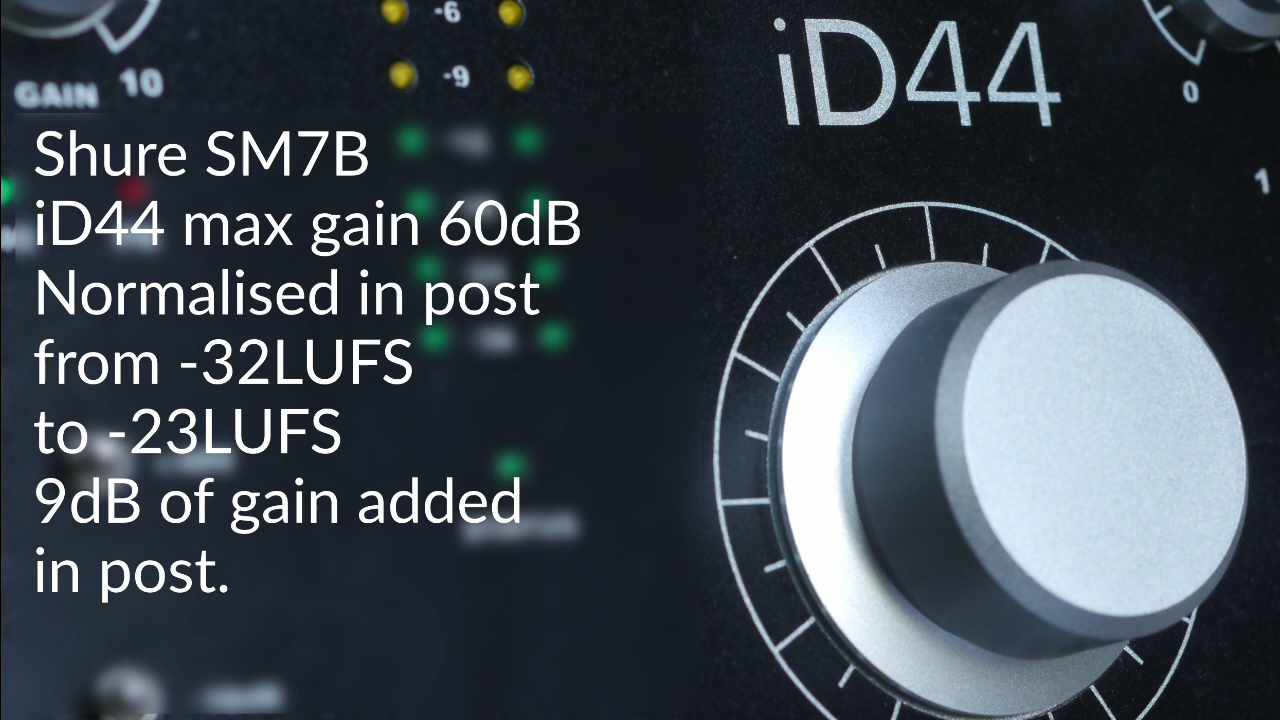 -6
iD44
-9
GAIN 10
0
Shure SM7B
1
iD44 max gain 60dB
Normalised in post
from -32LUFS
to -23LUFS
9dB of gain added
in post.